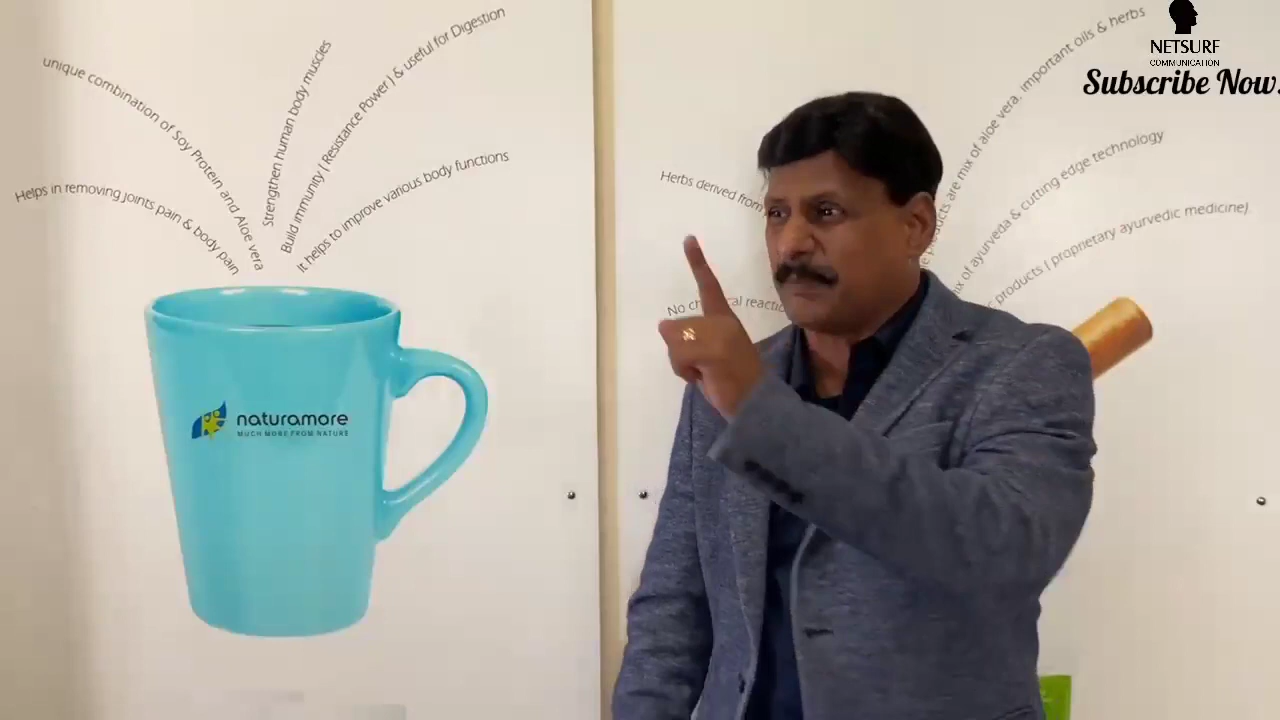 unique combination of Soy Protein and Aloe vera
Helps in removing joints pain & body pain
Strengthen human body muscles
Build immunity ( Resistance Power ) & useful for Digestion
It helps to improve various body functions
naturamore
MUCH MORE FROM NATURE
Herbs derived from
No chemical reactio
products are mix of aloe vera, important oils & herbs
mix of ayurveda & cutting edge technology
products ( proprietary ayurvedic medicine).
NETSURF
COMMUNICATION
Subscribe Now.